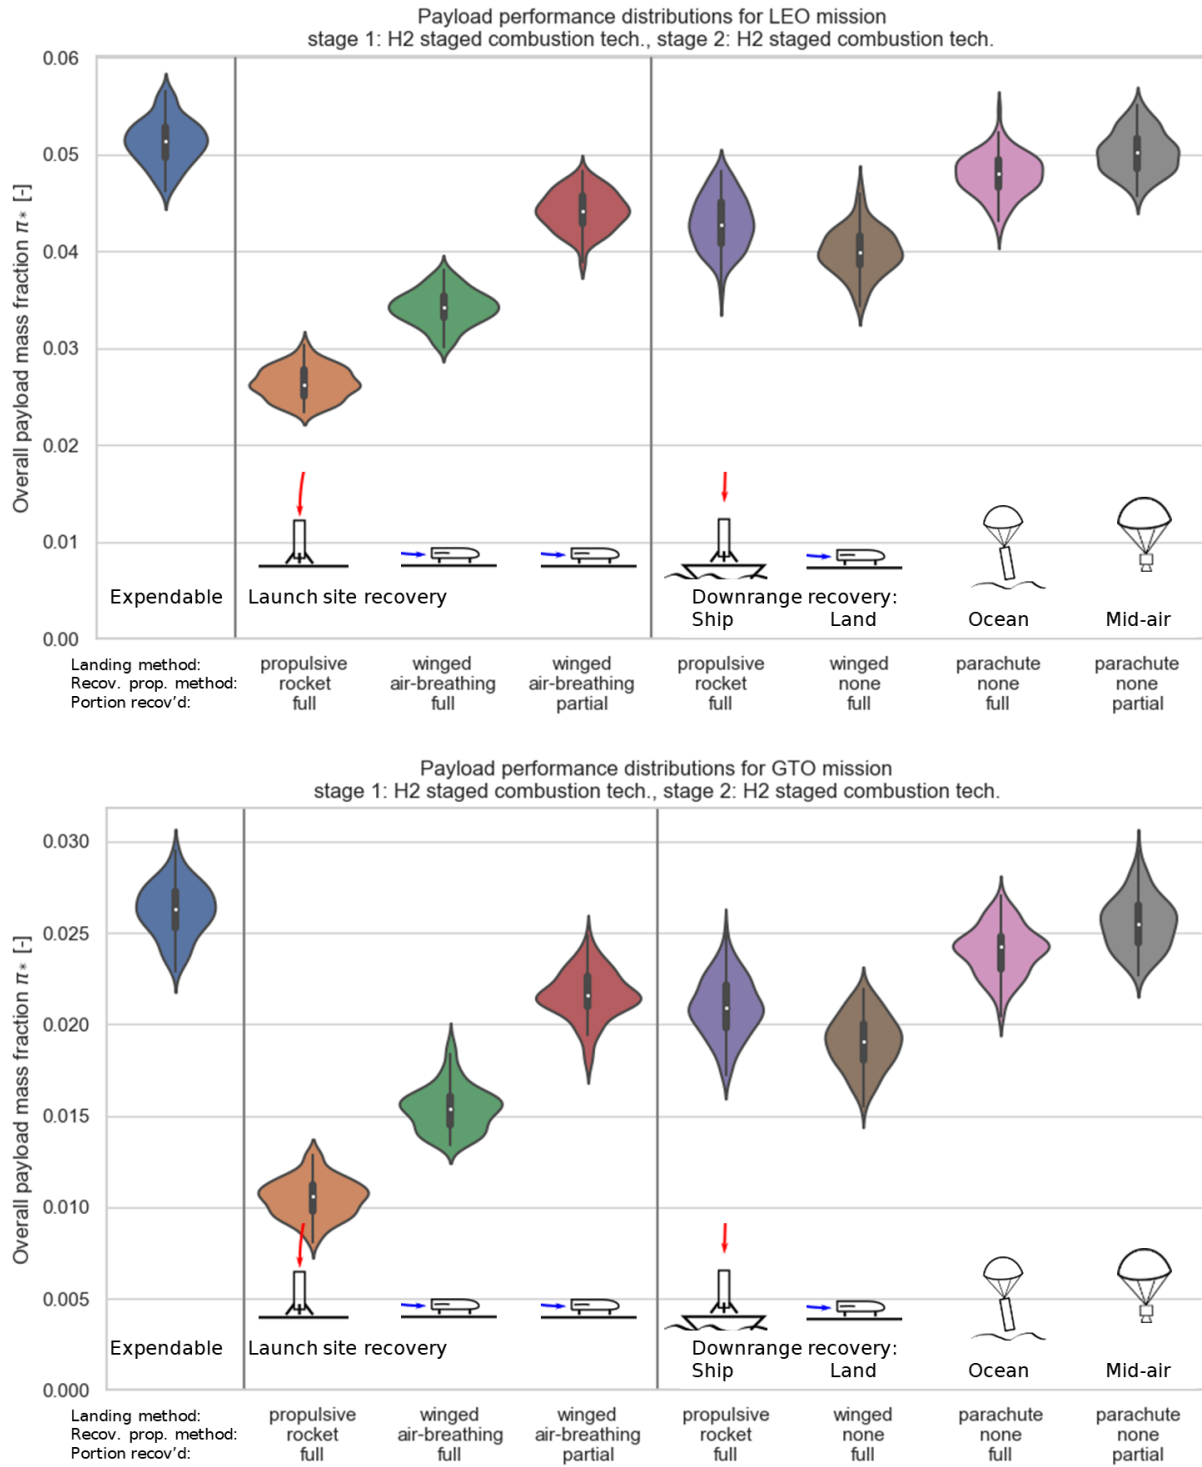 Payload performance distributions for LEO mission
stage 1: H2 staged combustion tech., stage 2: H2 staged combustion tech.
Overall payload mass fraction π* [-]
0.06
0.05
0.04
0.03
0.02
0.01
0.00
Expendable
Launch site recovery
Downrange recovery:
Ship Land Ocean Mid-air
Landing method: propulsive winged winged propulsive winged parachute parachute
Recov. prop. method: rocket air-breathing air-breathing rocket none none none
Portion recov'd: full full partial full full full partial
Payload performance distributions for GTO mission
stage 1: H2 staged combustion tech., stage 2: H2 staged combustion tech.
Overall payload mass fraction π* [-]
0.030
0.025
0.020
0.015
0.010
0.005
0.000
Expendable
Launch site recovery
Downrange recovery:
Ship Land Ocean Mid-air
Landing method: propulsive winged winged propulsive winged parachute parachute
Recov. prop. method: rocket air-breathing air-breathing rocket none none none
Portion recov'd: full full partial full full full partial